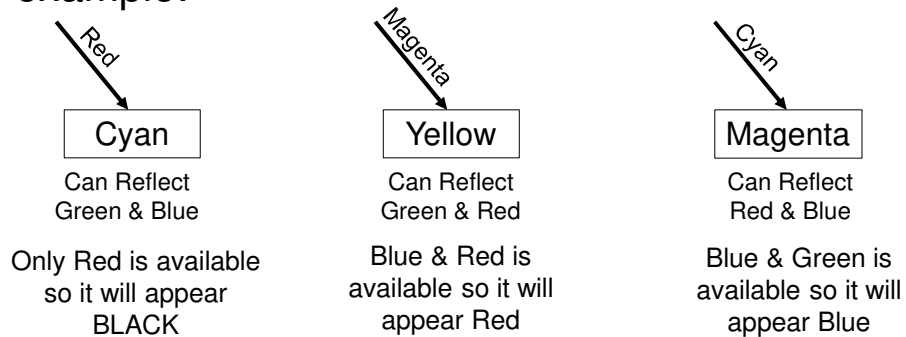 example:
Red
Cyan
Can Reflect
Green & Blue
Only Red is available
so it will appear
BLACK
Magenta
Yellow
Can Reflect
Green & Red
Blue & Red is
available so it will
appear Red
Cyan
Magenta
Can Reflect
Red & Blue
Blue & Green is
available so it will
appear Blue